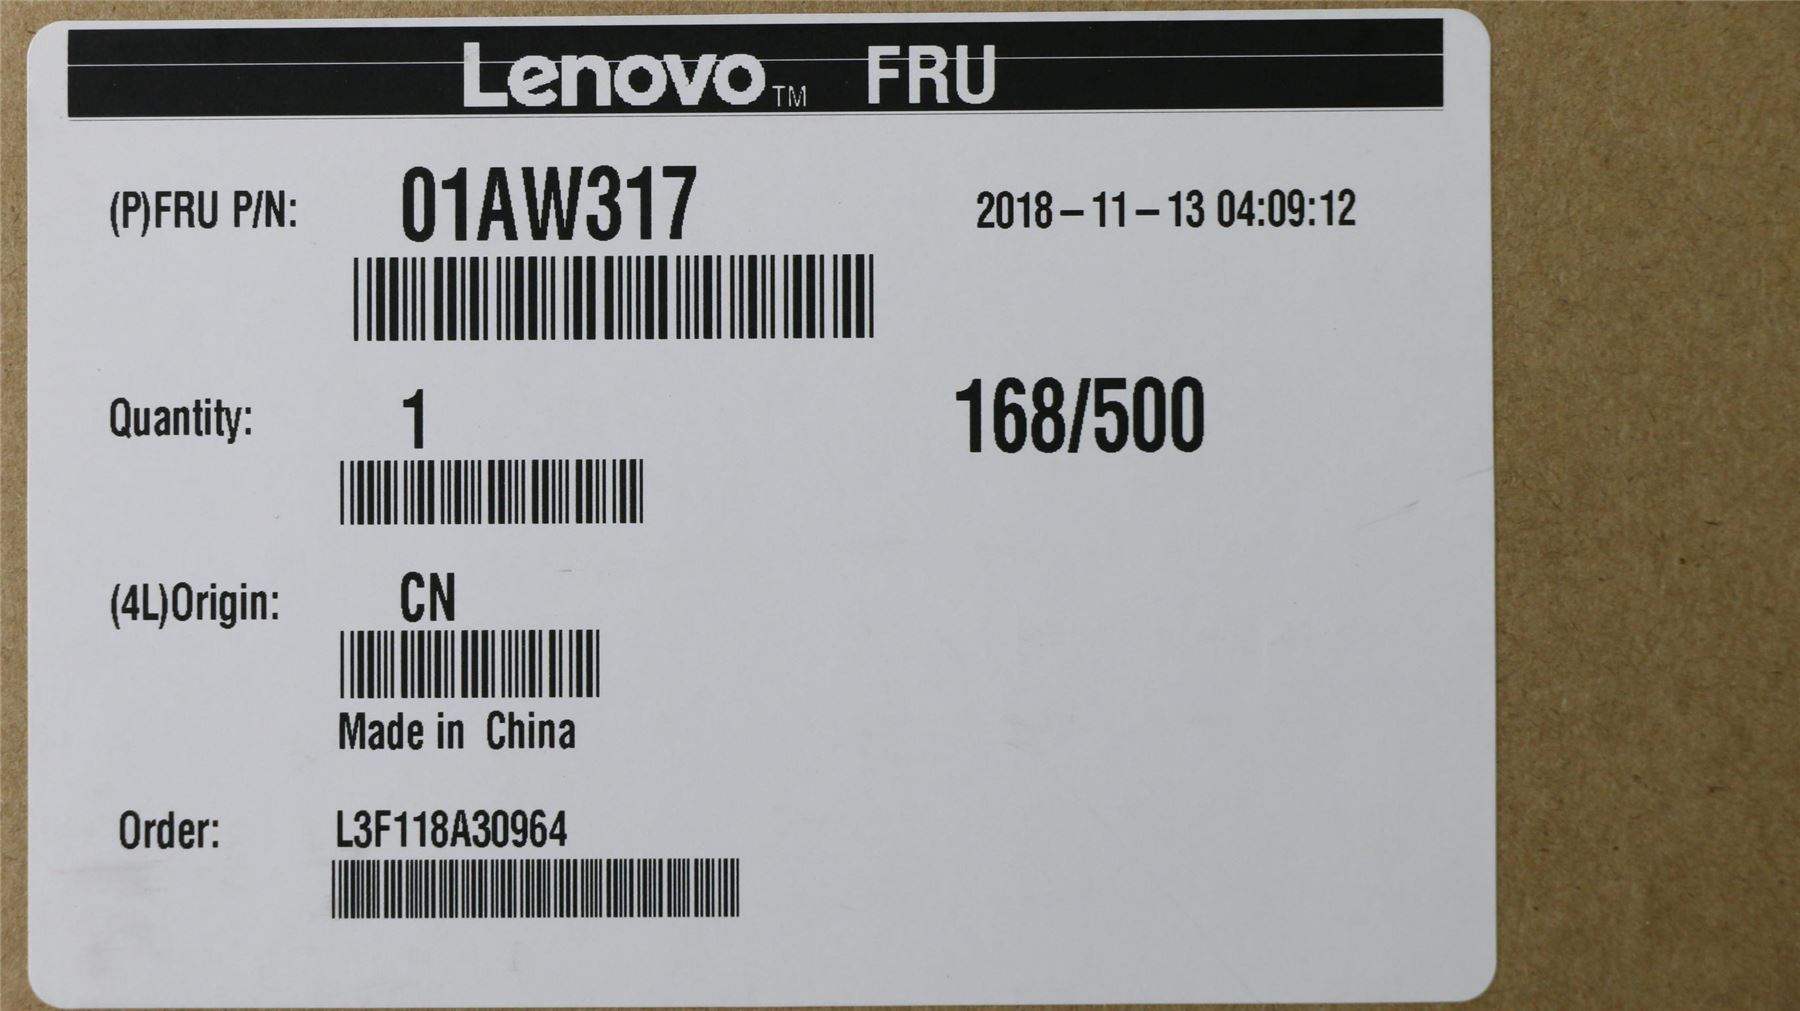 Lenovo™ FRU
(P)FRU P/N: 01AW317 2018-11-13 04:09:12
Quantity: 1 168/500
(4L)Origin: CN
Made in China
Order: L3F118A30964